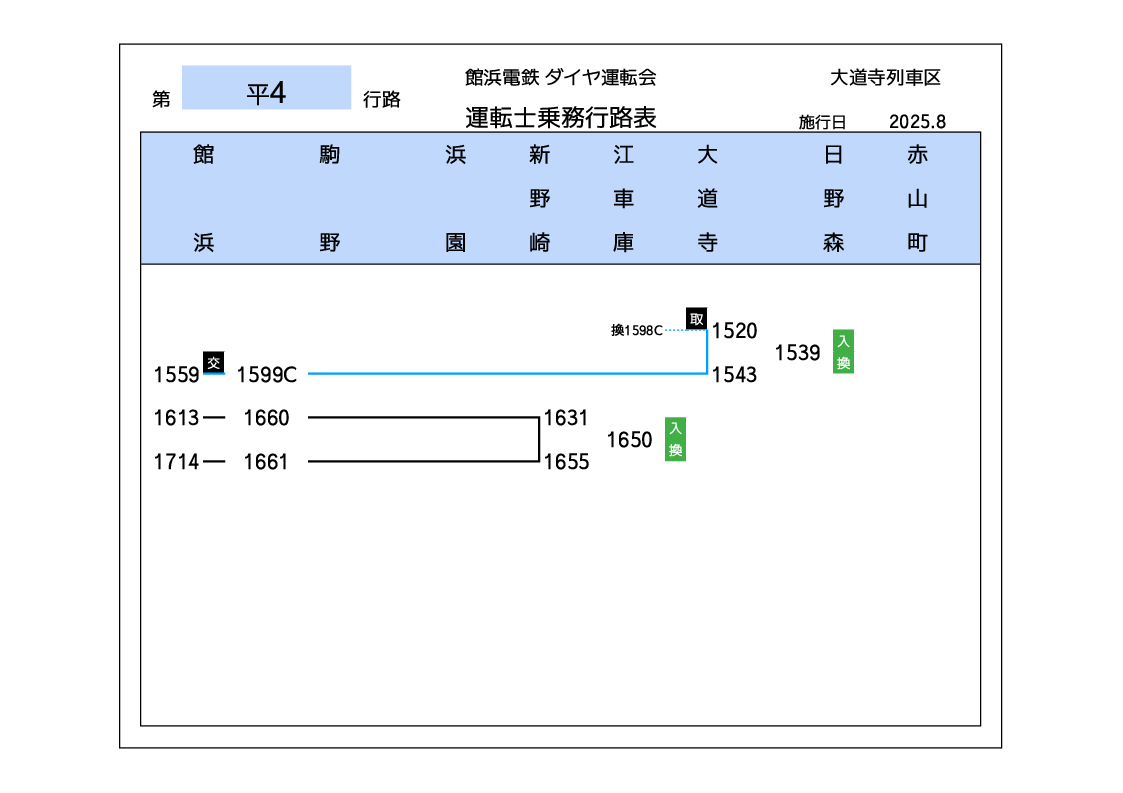 第 平4 行路
館浜電鉄 ダイヤ運転会
運転士乗務行路表
大道寺列車区
施行日 2025.8
館浜 駒野 浜園 新野崎 江車庫 大道寺 日野森 赤山町
換1598C 取 1520
1539 入換
1559 交 1599C 1543
1613 1660 1631
1650 入換
1714 1661 1655